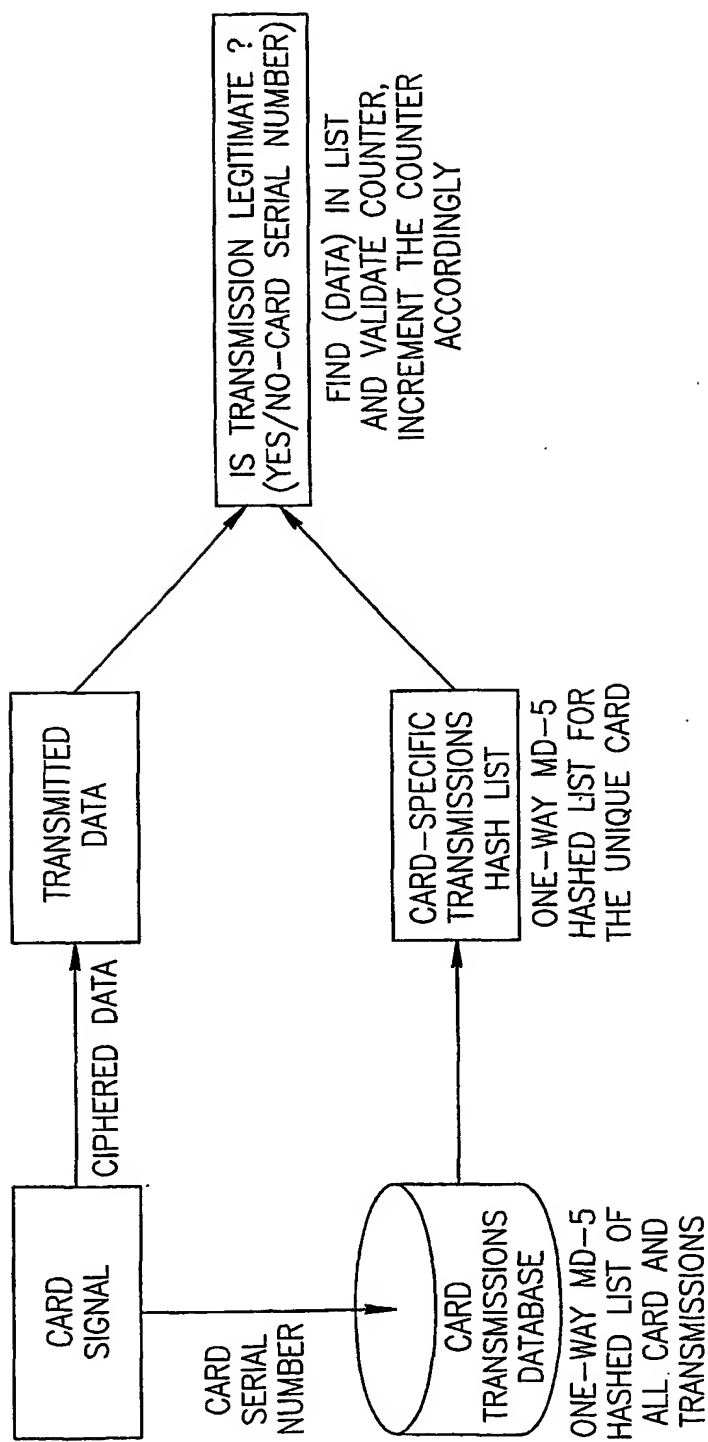 CARD
SIGNAL
CIPHERED DATA
TRANSMITTED
DATA
IS TRANSMISSION LEGITIMATE ?
(YES/NO-CARD SERIAL NUMBER)
FIND (DATA) IN LIST
AND VALIDATE COUNTER,
INCREMENT THE COUNTER
ACCORDINGLY
CARD
SERIAL
NUMBER
CARD
TRANSMISSIONS
DATABASE
ONE-WAY MD-5
HASHED LIST OF
ALL CARD AND
TRANSMISSIONS
CARD-SPECIFIC
TRANSMISSIONS
HASH LIST
ONE-WAY MD-5
HASHED LIST FOR
THE UNIQUE CARD